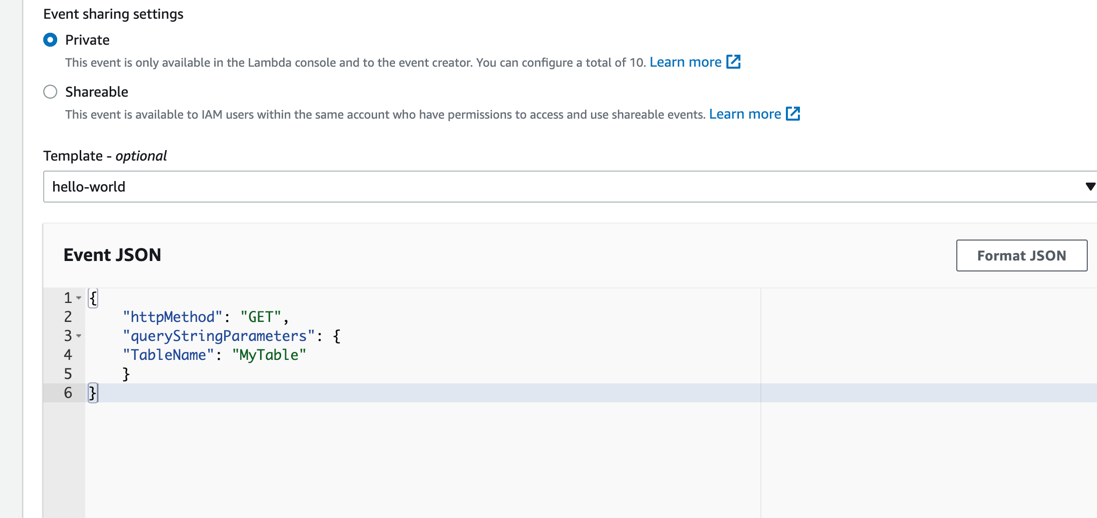 Event sharing settings
Private
This event is only available in the Lambda console and to the event creator. You can configure a total of 10. Learn more
Shareable
This event is available to IAM users within the same account who have permissions to access and use shareable events. Learn more
Template - optional
hello-world
Event JSON
Format JSON
1 {
2 "httpMethod": "GET",
3 "queryStringParameters": {
4 "TableName": "MyTable"
5 }
6 }